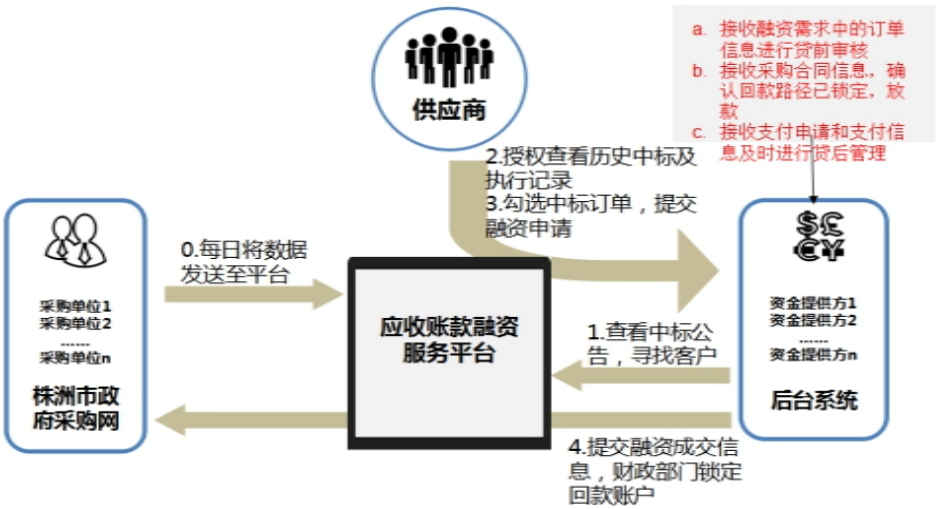 供应商
a. 接收融资需求中的订单
信息进行贷前审核
b. 接收采购合同信息，确
认回款路径已锁定，放
款
c. 接收支付申请和支付信
息及时进行贷后管理
2.授权查看历史中标及
执行记录
3.勾选中标订单，提交
融资申请
0.每日将数据
发送至平台
采购单位1
采购单位2
......
采购单位n
株洲市政
府采购网
应收账款融资
服务平台
1.查看中标公
告，寻找客户
$£
€¥
资金提供方1
资金提供方2
......
资金提供方n
后台系统
4.提交融资成交信
息，财政部门锁定
回款账户